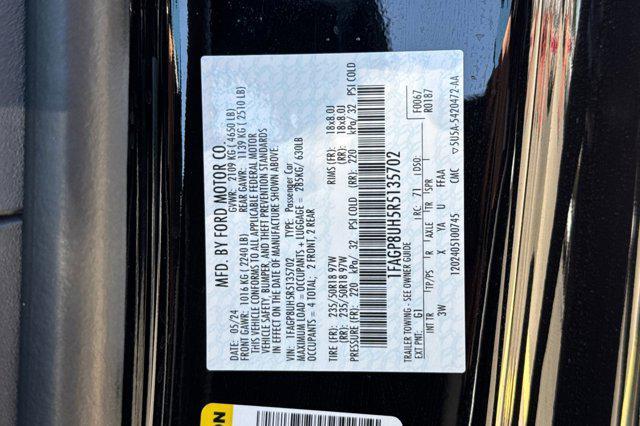 MFD. BY FORD MOTOR CO.
DATE: 05/24 GVWR: 2109 KG ( 4650 LB)
FRONT GAWR: 1016 KG ( 2240 LB) REAR GAWR: 1139 KG ( 2510 LB)
THIS VEHICLE CONFORMS TO ALL APPLICABLE FEDERAL MOTOR
VEHICLE SAFETY, BUMPER, AND THEFT PREVENTION STANDARDS
IN EFFECT ON THE DATE OF MANUFACTURE SHOWN ABOVE.
VIN: 1FAGP8UH5R5135702 TYPE: Passenger Car
MAXIMUM LOAD = OCCUPANTS + LUGGAGE = 285KG/ 630LB
OCCUPANTS = 4 TOTAL; 2 FRONT, 2 REAR
TIRE (FR): 235/50R18 97W RIMS (FR): 18x8.0J
(RR): 235/50R18 97W (RR): 18x8.0J
PRESSURE (FR): 220 kPa/ 32 PSI COLD (RR): 220 kPa/ 32 PSI COLD
1FAGP8UH5R5135702
TRAILER TOWING - SEE OWNER GUIDE F0067
EXT PNT: G1 RC: 71 DSO: R0187
INT TR TP/PS R AXLE TR SPR
3W X YA U FFAA
1202405100745 CMC 5U5A-5420472-AA
ON